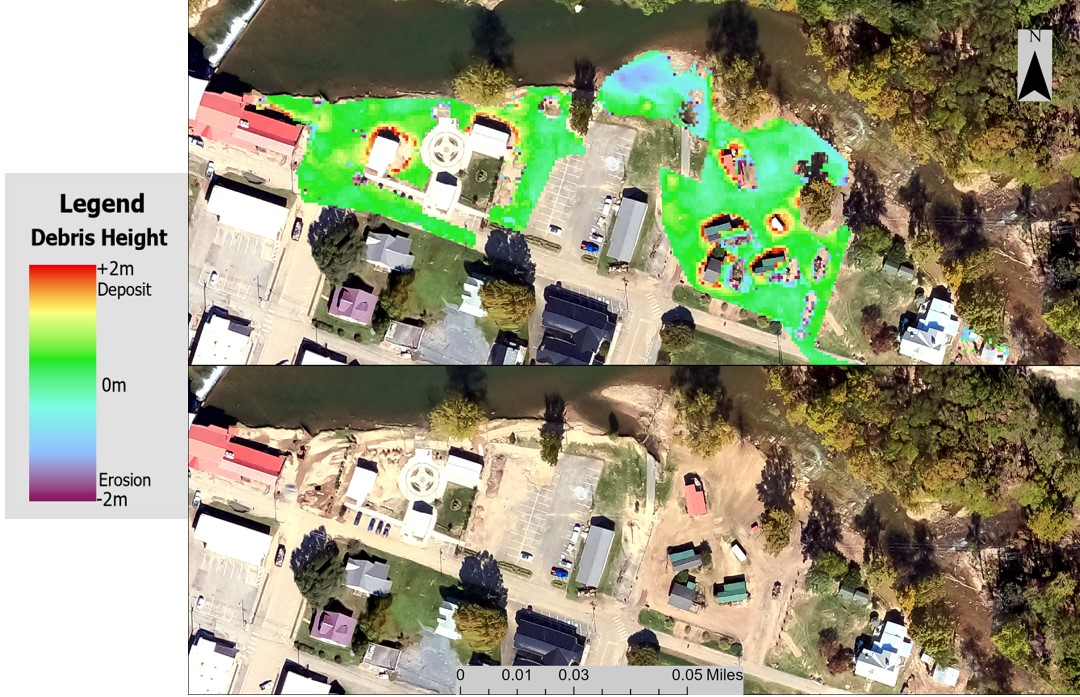 N
Legend
Debris Height
+2m
Deposit
0m
Erosion
-2m
0 0.01 0.03 0.05 Miles